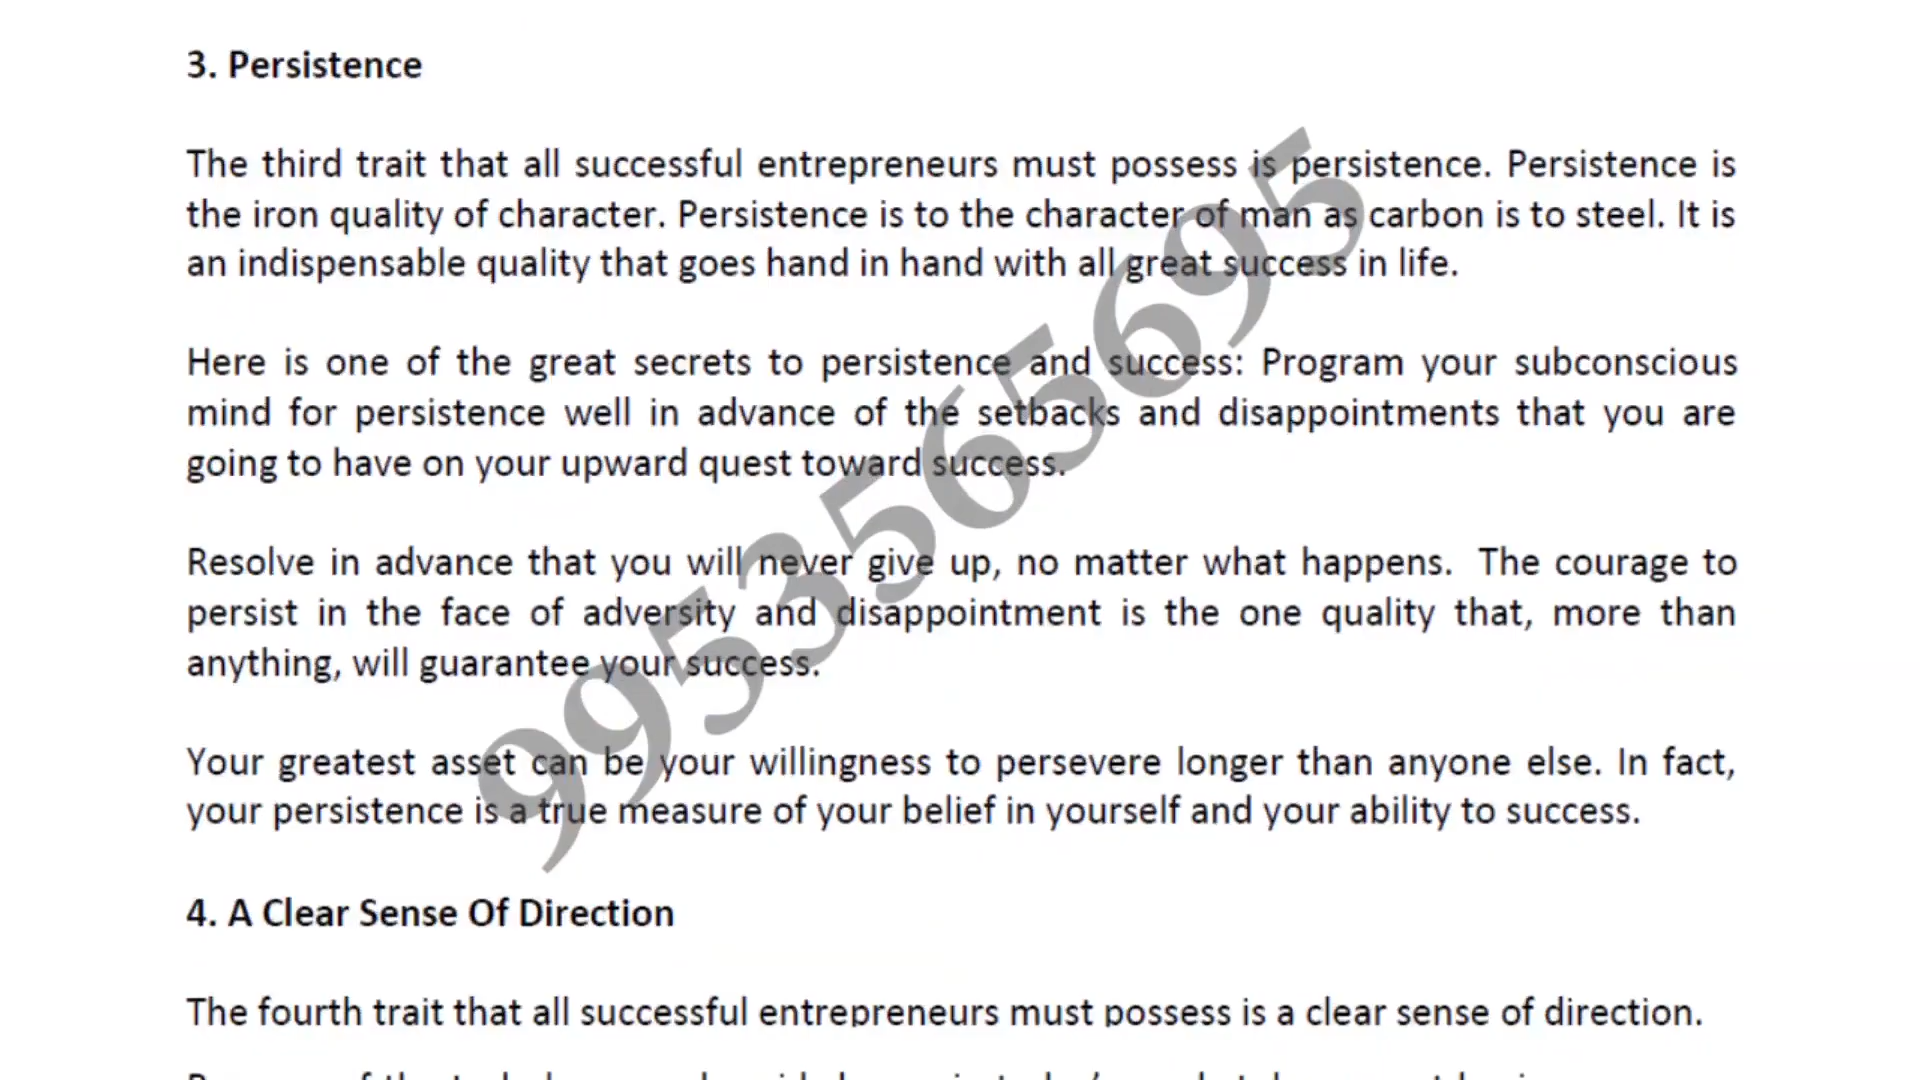 3. Persistence
The third trait that all successful entrepreneurs must possess is persistence. Persistence is
the iron quality of character. Persistence is to the character of man as carbon is to steel. It is
an indispensable quality that goes hand in hand with all great success in life.
Here is one of the great secrets to persistence and success: Program your subconscious
mind for persistence well in advance of the setbacks and disappointments that you are
going to have on your upward quest toward success.
Resolve in advance that you will never give up, no matter what happens. The courage to
persist in the face of adversity and disappointment is the one quality that, more than
anything, will guarantee your success.
Your greatest asset can be your willingness to persevere longer than anyone else. In fact,
your persistence is a true measure of your belief in yourself and your ability to success.
4. A Clear Sense Of Direction
The fourth trait that all successful entrepreneurs must possess is a clear sense of direction.
9953565695